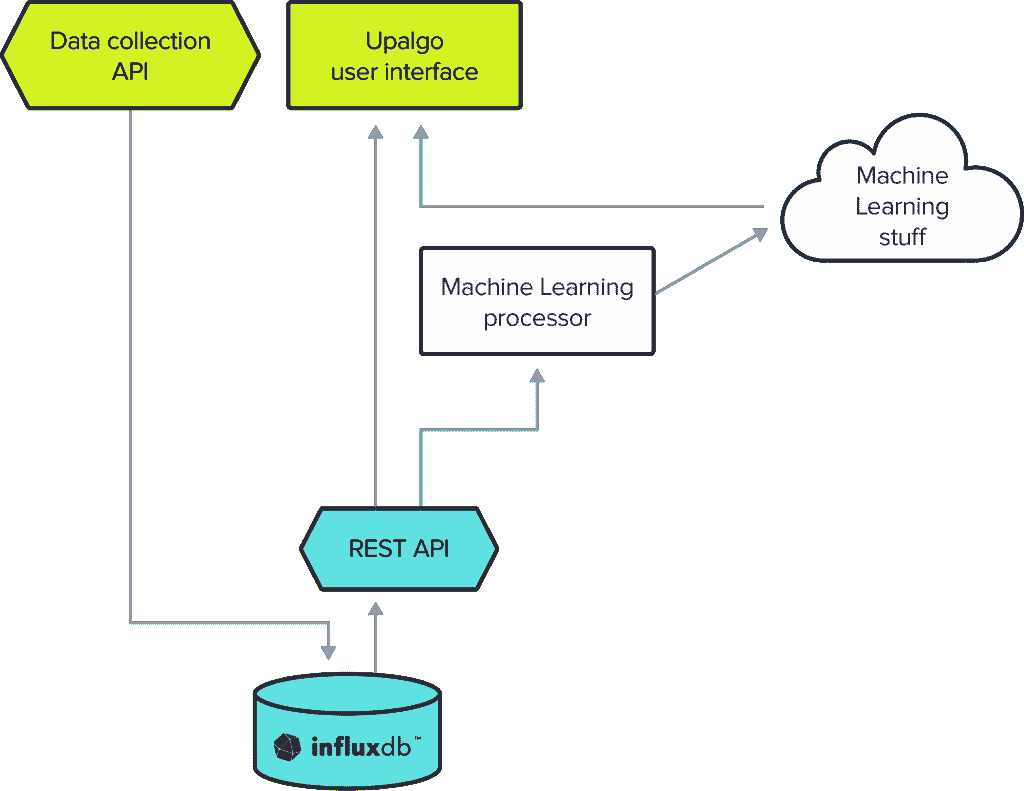 Data collection
API
Upalgo
user interface
Machine
Learning
stuff
Machine Learning
processor
REST API
influxdb™